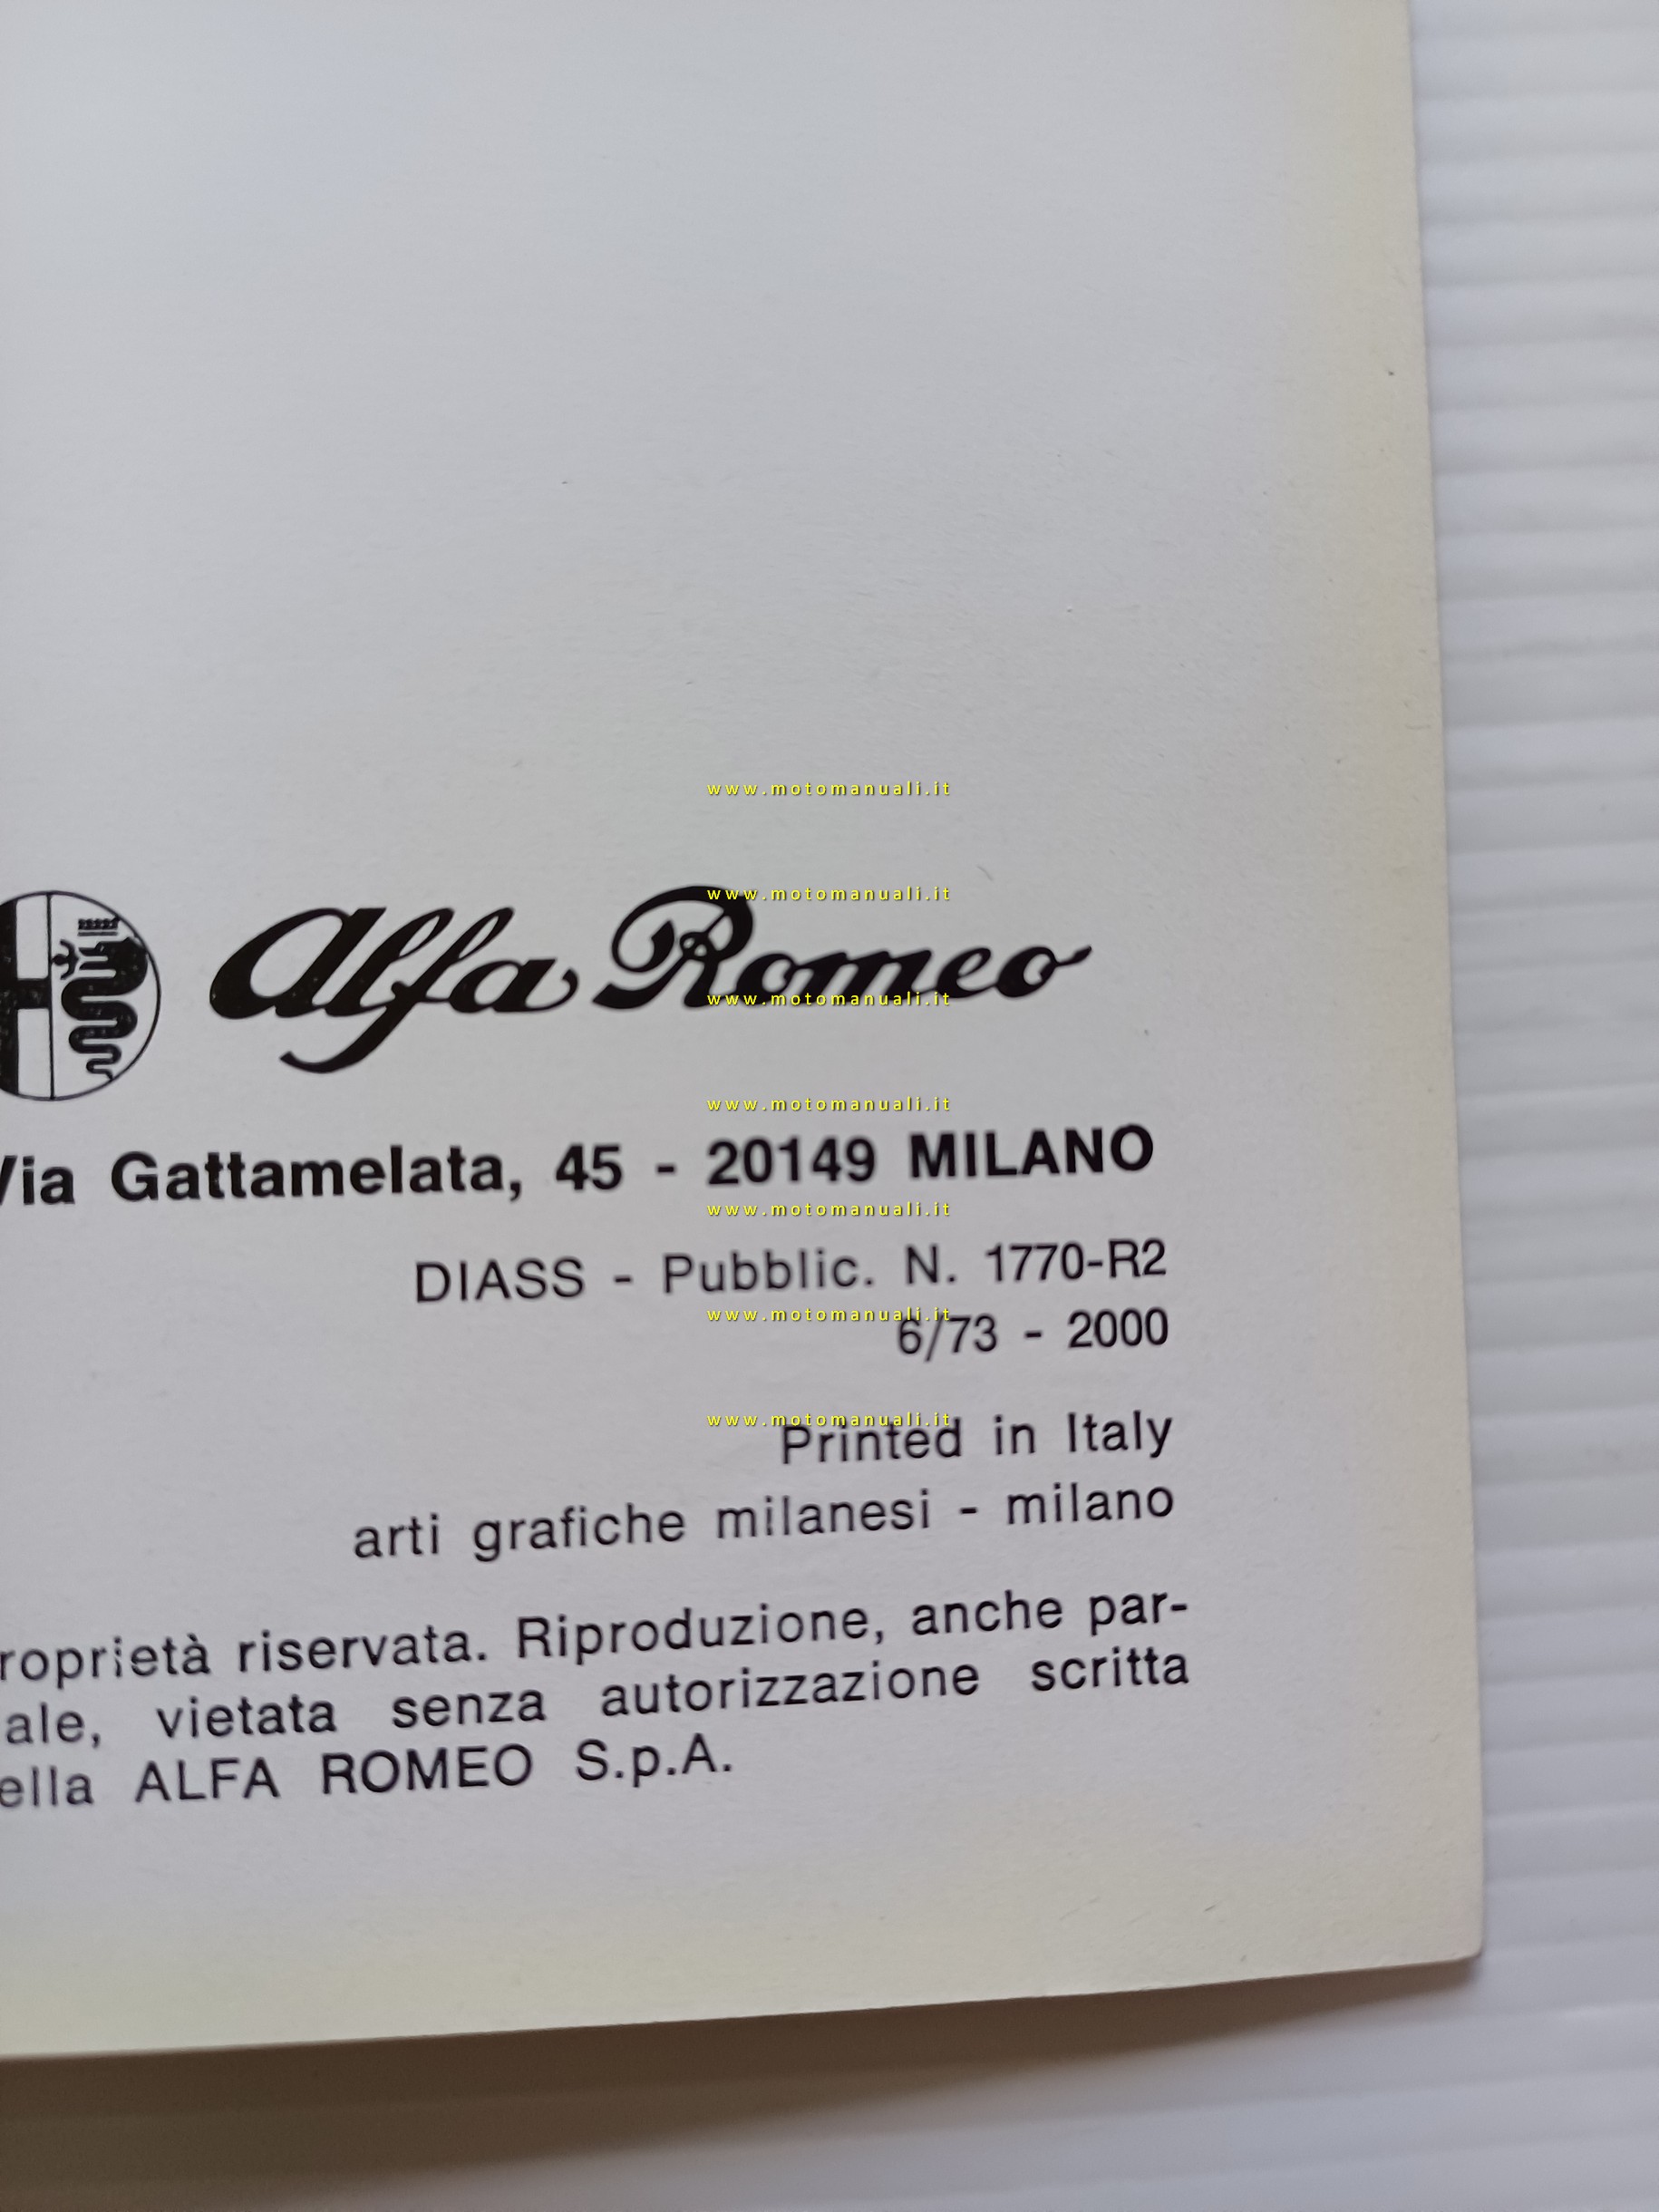 www.motomanuali.it
www.motomanuali.it
Alfa Romeo
www.motomanuali.it
www.motomanuali.it
Via Gattamelata, 45 - 20149 MILANO
www.motomanuali.it
DIASS - Pubblic. N. 1770-R2
www.motomanuali.it
6/73 - 2000
www.motomanuali.it
Printed in Italy
arti grafiche milanesi - milano
roprietà riservata. Riproduzione, anche par-
ale, vietata senza autorizzazione scritta
ella ALFA ROMEO S.p.A.